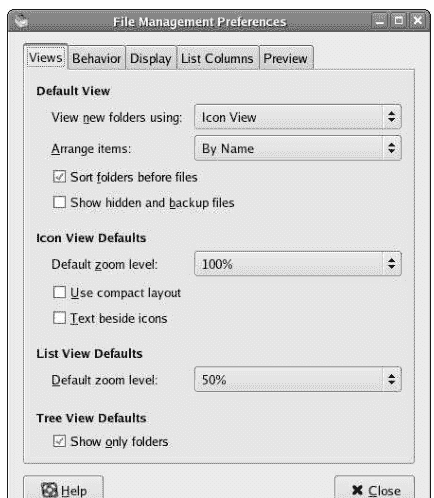 File Management Preferences
Views Behavior Display List Columns Preview
Default View
View new folders using: Icon View
Arrange items: By Name
Sort folders before files
Show hidden and backup files
Icon View Defaults
Default zoom level: 100%
Use compact layout
Text beside icons
List View Defaults
Default zoom level: 50%
Tree View Defaults
Show only folders
Help Close